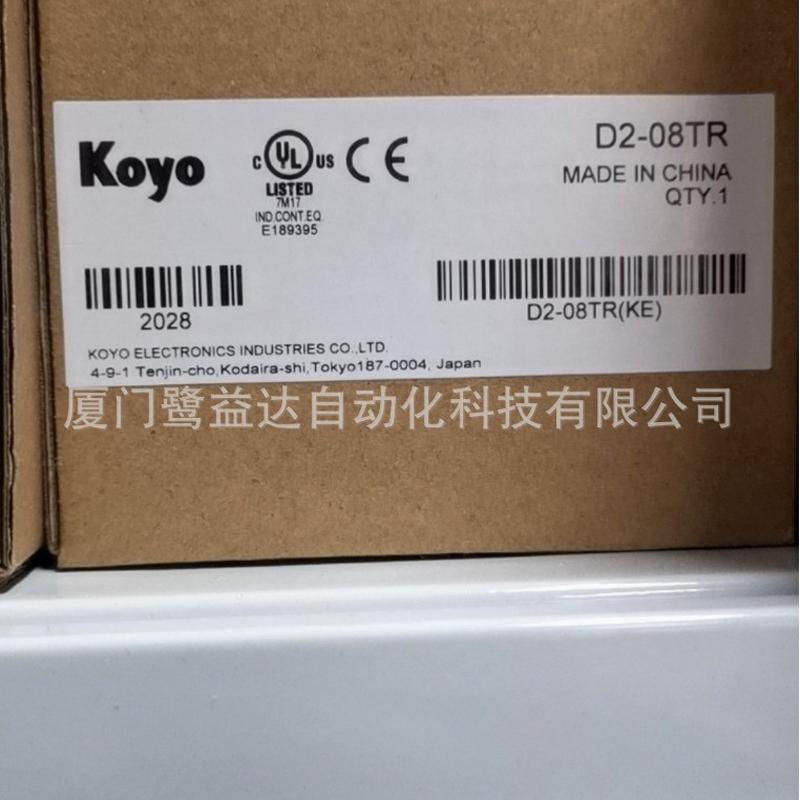 Koyo
C UL US CE
LISTED
7M17
IND.CONT.EQ.
E189395
D2-08TR
MADE IN CHINA
QTY.1
2028
D2-08TR(KE)
KOYO ELECTRONICS INDUSTRIES CO.,LTD.
4-9-1 Tenjin-cho,Kodaira-shi,Tokyo187-0004, Japan
厦门鹭益达自动化科技有限公司